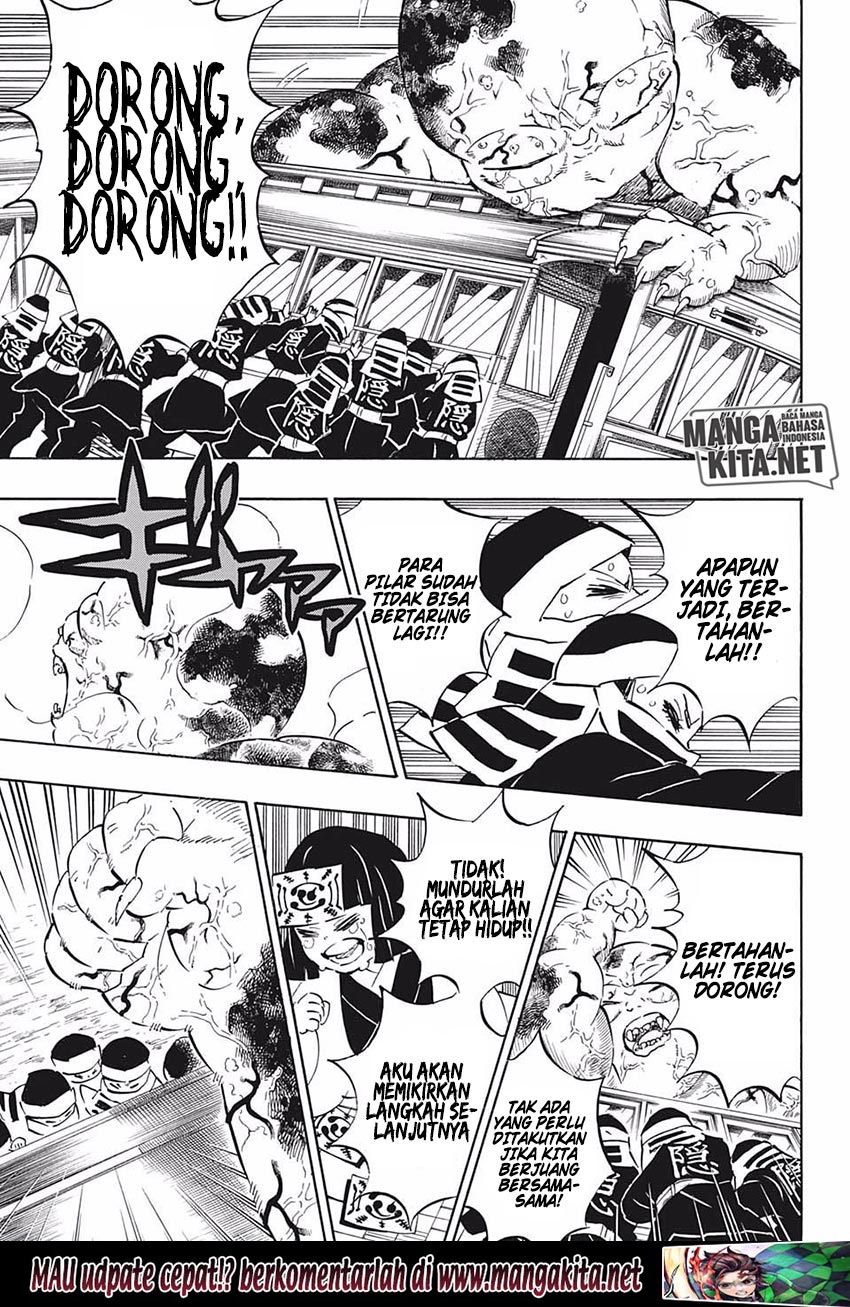 DORONG,
DORONG,
DORONG!!
MANGA
KITA.NET
BACA MANGA
BAHASA
INDONESIA
APAPUN
YANG TER-
JADI, BER-
TAHAN-
LAH!!
PARA
PILAR SUDAH
TIDAK BISA
BERTARUNG
LAGI!!
BERTAHAN-
LAH! TERUS
DORONG!
TAK ADA
YANG PERLU
DITAKUTKAN
JIKA KITA
BERJUANG
BERSAMA-
SAMA!
TIDAK!
MUNDURLAH
AGAR KALIAN
TETAP HIDUP!!
AKU AKAN
MEMIKIRKAN
LANGKAH SE-
LANJUTNYA
MAU udpate cepat!? berkomentarlah di www.mangakita.net